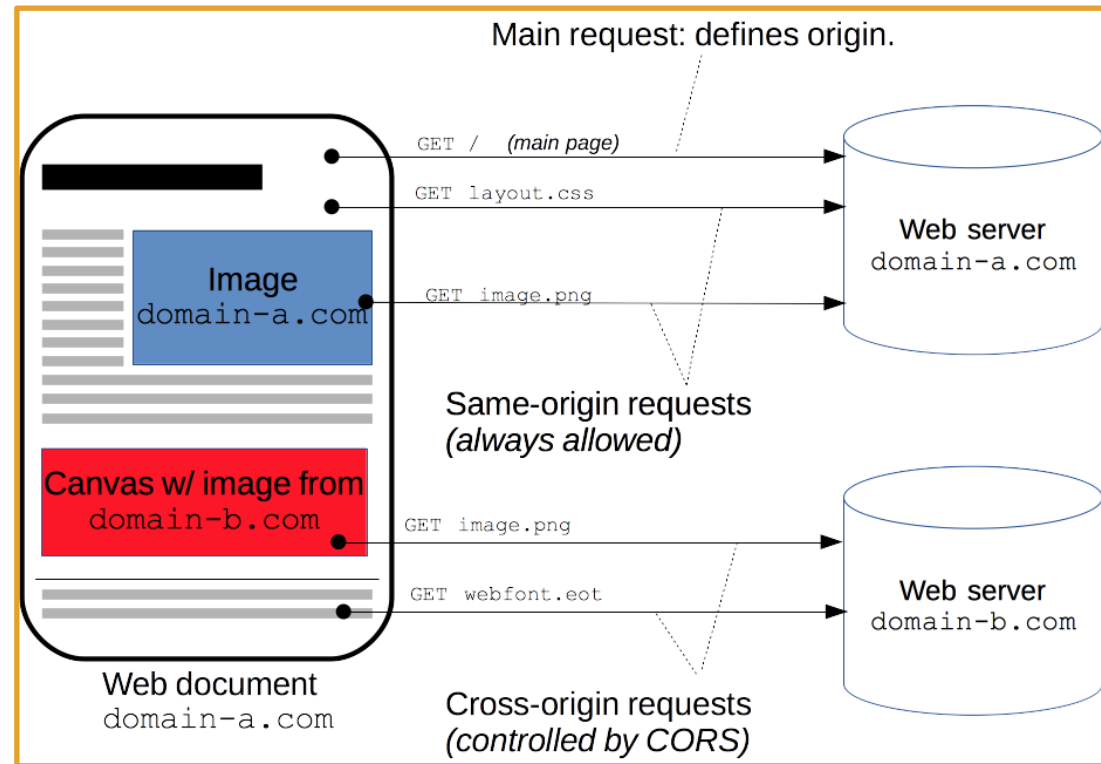 Main request: defines origin.
GET / (main page)
GET layout.css
Web server
domain-a.com
Image
domain-a.com
GET image.png
Same-origin requests
(always allowed)
Canvas w/ image from
domain-b.com
GET image.png
GET webfont.eot
Web server
domain-b.com
Web document
domain-a.com
Cross-origin requests
(controlled by CORS)